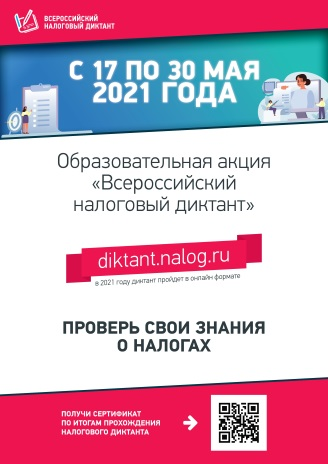 ВСЕРОССИЙСКИЙ
НАЛОГОВЫЙ ДИКТАНТ
С 17 ПО 30 МАЯ
2021 ГОДА
Образовательная акция
«Всероссийский
налоговый диктант»
diktant.nalog.ru
в 2021 году диктант пройдет в онлайн формате
ПРОВЕРЬ СВОИ ЗНАНИЯ
О НАЛОГАХ
ПОЛУЧИ СЕРТИФИКАТ
ПО ИТОГАМ ПРОХОЖДЕНИЯ
НАЛОГОВОГО ДИКТАНТА